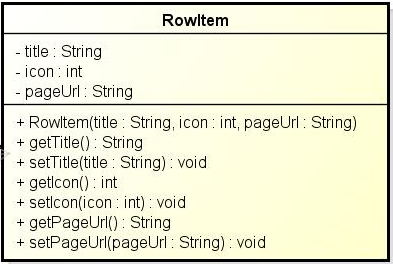 RowItem
- title : String
- icon : int
- pageUrl : String
+ RowItem(title : String, icon : int, pageUrl : String)
+ getTitle() : String
+ setTitle(title : String) : void
+ getIcon() : int
+ setIcon(icon : int) : void
+ getPageUrl() : String
+ setPageUrl(pageUrl : String) : void